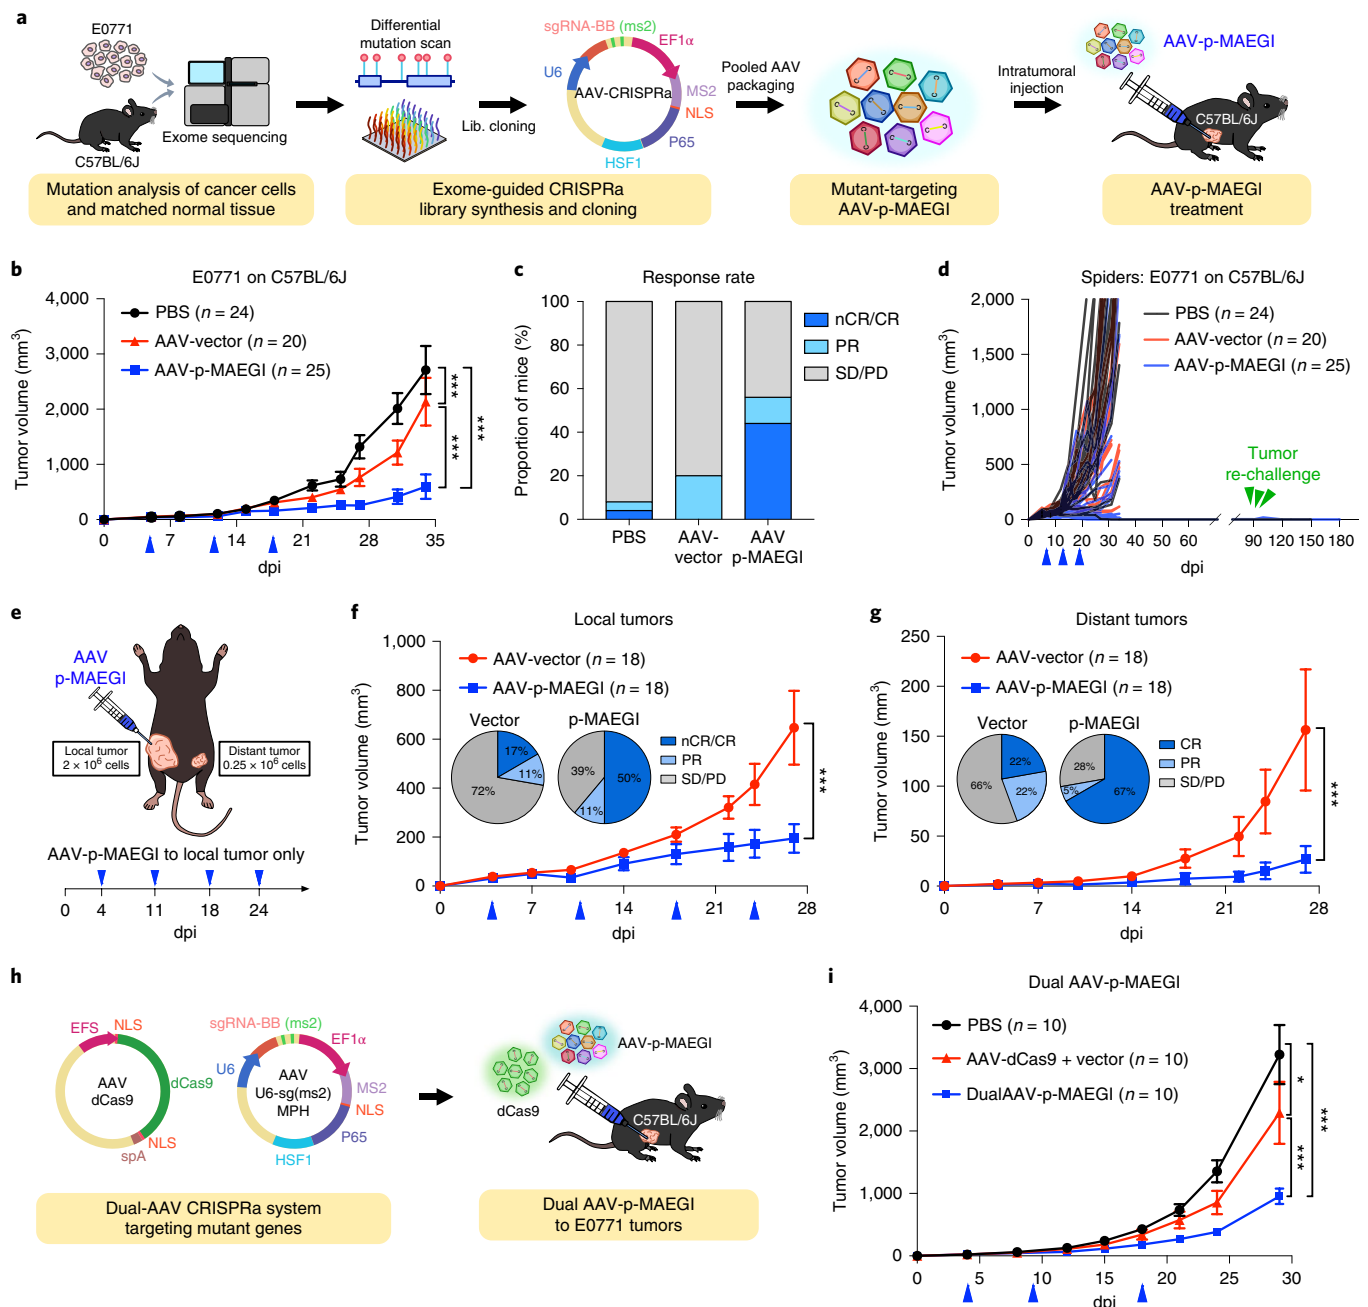 a
E0771
C57BL/6J
Exome sequencing
Mutation analysis of cancer cells
and matched normal tissue
Differential
mutation scan
Lib. cloning
sgRNA-BB (ms2)
EF1α
U6
AAV-CRISPRa
MS2
NLS
P65
HSF1
Exome-guided CRISPRa
library synthesis and cloning
Pooled AAV
packaging
Mutant-targeting
AAV-p-MAEGI
Intratumoral
injection
AAV-p-MAEGI
C57BL/6J
AAV-p-MAEGI
treatment
b
E0771 on C57BL/6J
Tumor volume (mm³)
4,000
3,000
2,000
1,000
0
PBS (n = 24)
AAV-vector (n = 20)
AAV-p-MAEGI (n = 25)
***
***
***
0 7 14 21 28 35
dpi
c
Response rate
Proportion of mice (%)
100
80
60
40
20
0
PBS
AAV-
vector
AAV
p-MAEGI
nCR/CR
PR
SD/PD
d
Spiders: E0771 on C57BL/6J
Tumor volume (mm³)
2,000
1,500
1,000
500
0
PBS (n = 24)
AAV-vector (n = 20)
AAV-p-MAEGI (n = 25)
Tumor
re-challenge
0 10 20 30 40 50 60 90 120 150 180
dpi
e
AAV
p-MAEGI
Local tumor
2 × 10⁶ cells
Distant tumor
0.25 × 10⁶ cells
AAV-p-MAEGI to local tumor only
0 4 11 18 24
dpi
f
Local tumors
Tumor volume (mm³)
1,000
800
600
400
200
0
AAV-vector (n = 18)
AAV-p-MAEGI (n = 18)
Vector
17%
11%
72%
p-MAEGI
39%
50%
11%
nCR/CR
PR
SD/PD
***
0 7 14 21 28
dpi
g
Distant tumors
Tumor volume (mm³)
250
200
150
100
50
0
AAV-vector (n = 18)
AAV-p-MAEGI (n = 18)
Vector
22%
22%
66%
p-MAEGI
28%
5%
67%
CR
PR
SD/PD
***
0 7 14 21 28
dpi
h
EFS
NLS
AAV
dCas9
dCas9
NLS
spA
sgRNA-BB (ms2)
EF1α
U6
AAV
U6-sg(ms2)
MPH
MS2
NLS
P65
HSF1
Dual-AAV CRISPRa system
targeting mutant genes
AAV-p-MAEGI
dCas9
C57BL/6J
Dual AAV-p-MAEGI
to E0771 tumors
i
Dual AAV-p-MAEGI
Tumor volume (mm³)
4,000
3,000
2,000
1,000
0
PBS (n = 10)
AAV-dCas9 + vector (n = 10)
DualAAV-p-MAEGI (n = 10)
*
***
***
0 5 10 15 20 25 30
dpi